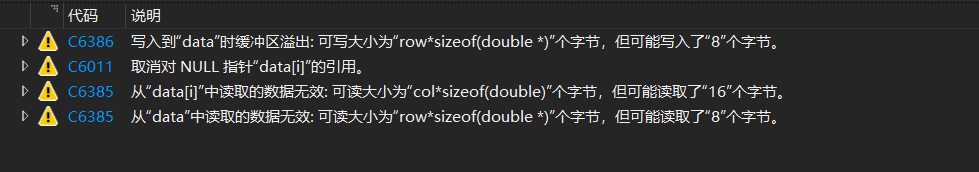 代码 说明
C6386 写入到“data”时缓冲区溢出: 可写大小为“row*sizeof(double *)”个字节，但可能写入了“8”个字节。
C6011 取消对 NULL 指针“data[i]”的引用。
C6385 从“data[i]”中读取的数据无效: 可读大小为“col*sizeof(double)”个字节，但可能读取了“16”个字节。
C6385 从“data”中读取的数据无效: 可读大小为“row*sizeof(double *)”个字节，但可能读取了“8”个字节。